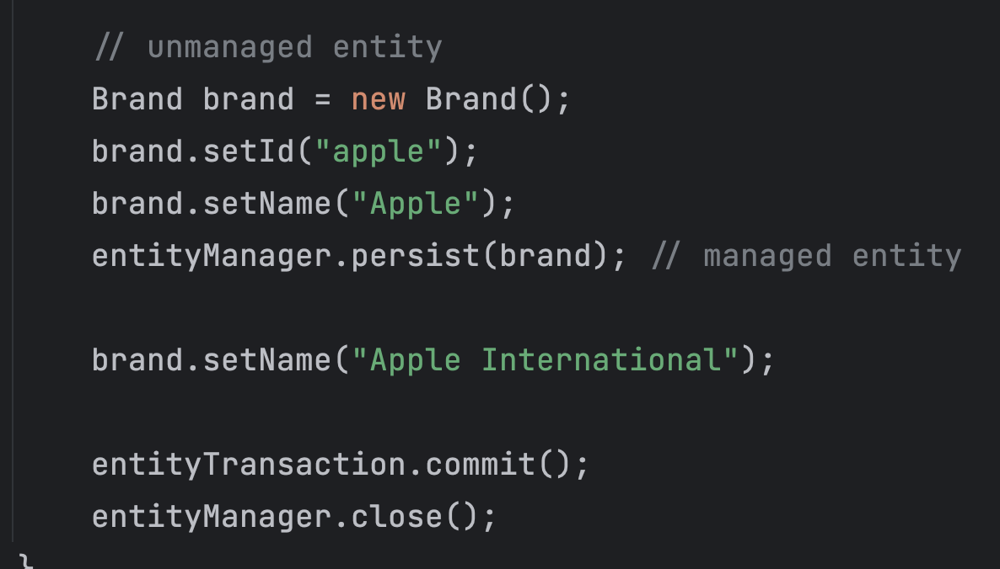 // unmanaged entity
Brand brand = new Brand();
brand.setId("apple");
brand.setName("Apple");
entityManager.persist(brand); // managed entity
brand.setName("Apple International");
entityTransaction.commit();
entityManager.close();
}